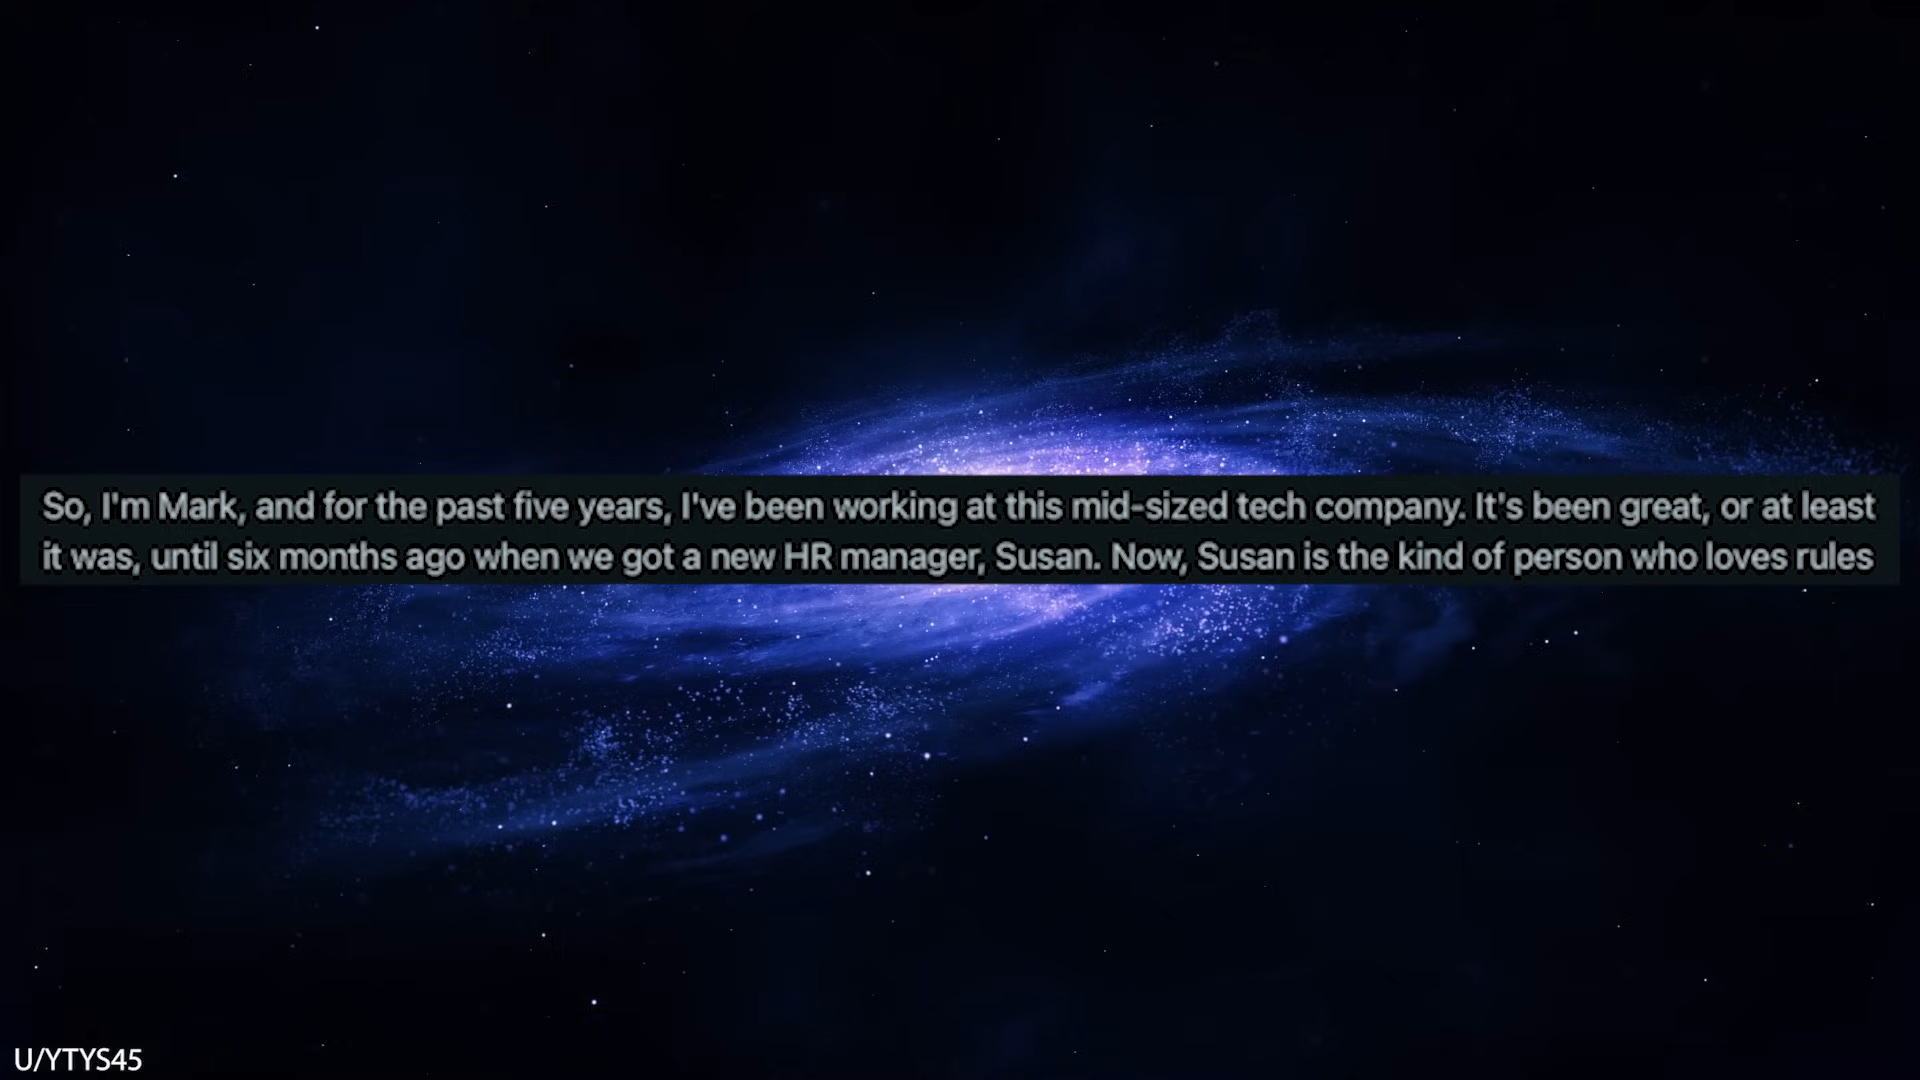 So, I'm Mark, and for the past five years, I've been working at this mid-sized tech company. It's been great, or at least
it was, until six months ago when we got a new HR manager, Susan. Now, Susan is the kind of person who loves rules
U/YTYS45